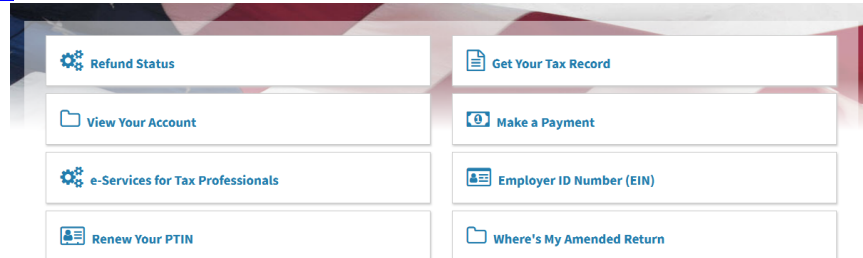 Refund Status
Get Your Tax Record
View Your Account
Make a Payment
e-Services for Tax Professionals
Employer ID Number (EIN)
Renew Your PTIN
Where's My Amended Return